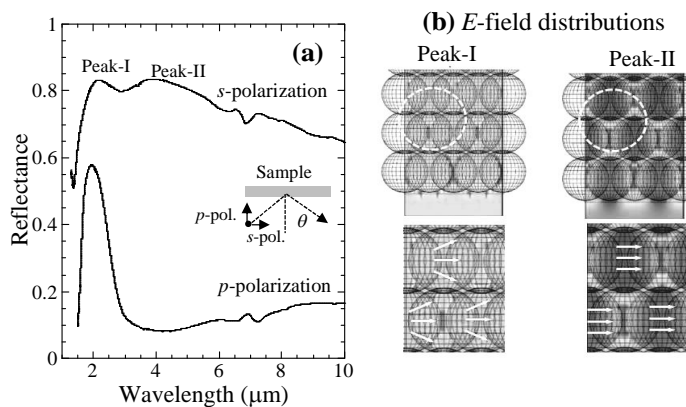 (a)
Peak-I
Peak-II
s-polarization
Sample
p-pol.
s-pol.
θ
p-polarization
Reflectance
1
0.8
0.6
0.4
0.2
0
2
4
6
8
10
Wavelength (μm)
(b) E-field distributions
Peak-I
Peak-II